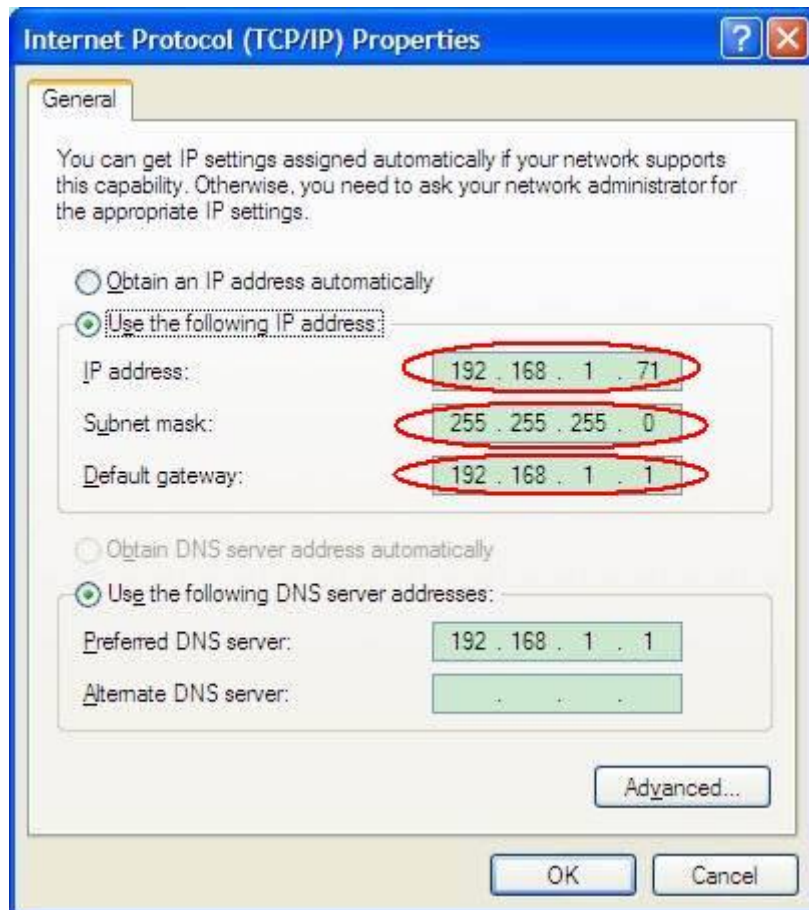 Internet Protocol (TCP/IP) Properties
General
You can get IP settings assigned automatically if your network supports
this capability. Otherwise, you need to ask your network administrator for
the appropriate IP settings.
Obtain an IP address automatically
Use the following IP address:
IP address: 192 . 168 . 1 . 71
Subnet mask: 255 . 255 . 255 . 0
Default gateway: 192 . 168 . 1 . 1
Obtain DNS server address automatically
Use the following DNS server addresses:
Preferred DNS server: 192 . 168 . 1 . 1
Alternate DNS server: . . .
Advanced...
OK Cancel